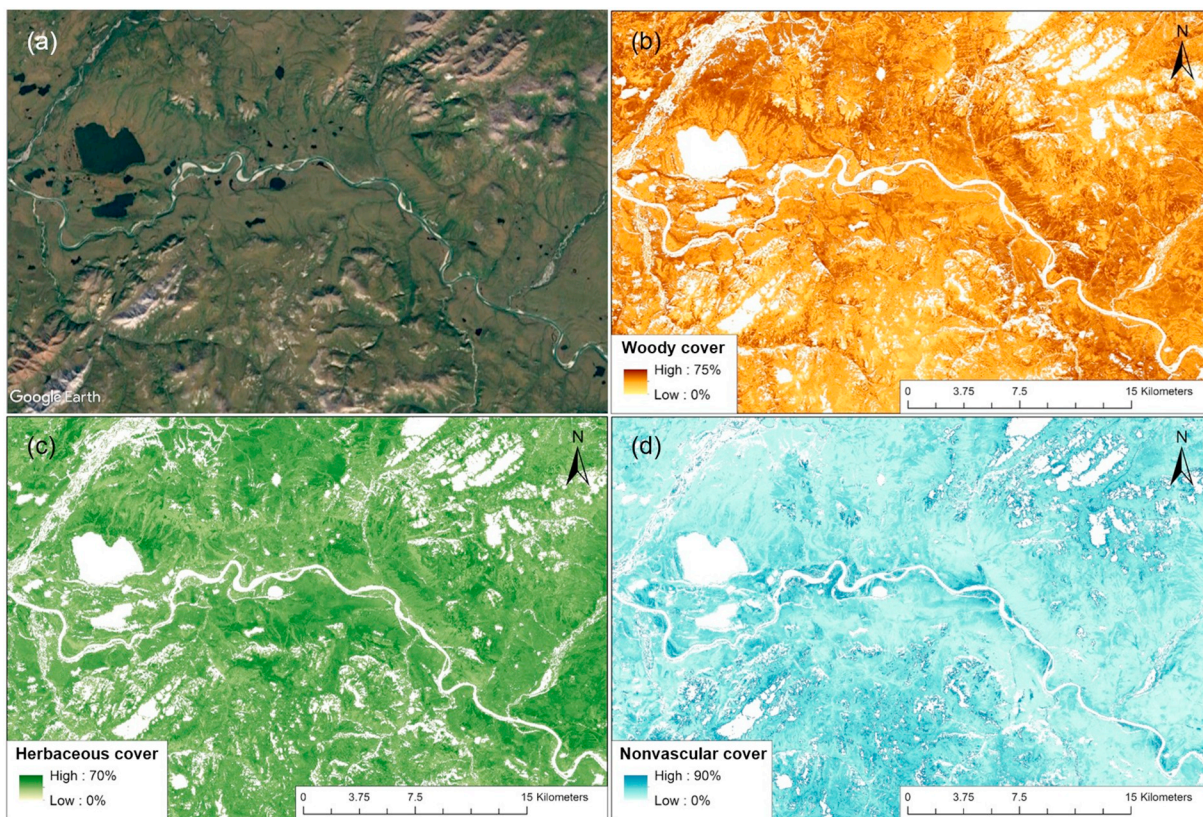 (a)
Google Earth
(b)
N
Woody cover
High : 75%
Low : 0%
0 3.75 7.5 15 Kilometers
(c)
N
Herbaceous cover
High : 70%
Low : 0%
0 3.75 7.5 15 Kilometers
(d)
N
Nonvascular cover
High : 90%
Low : 0%
0 3.75 7.5 15 Kilometers